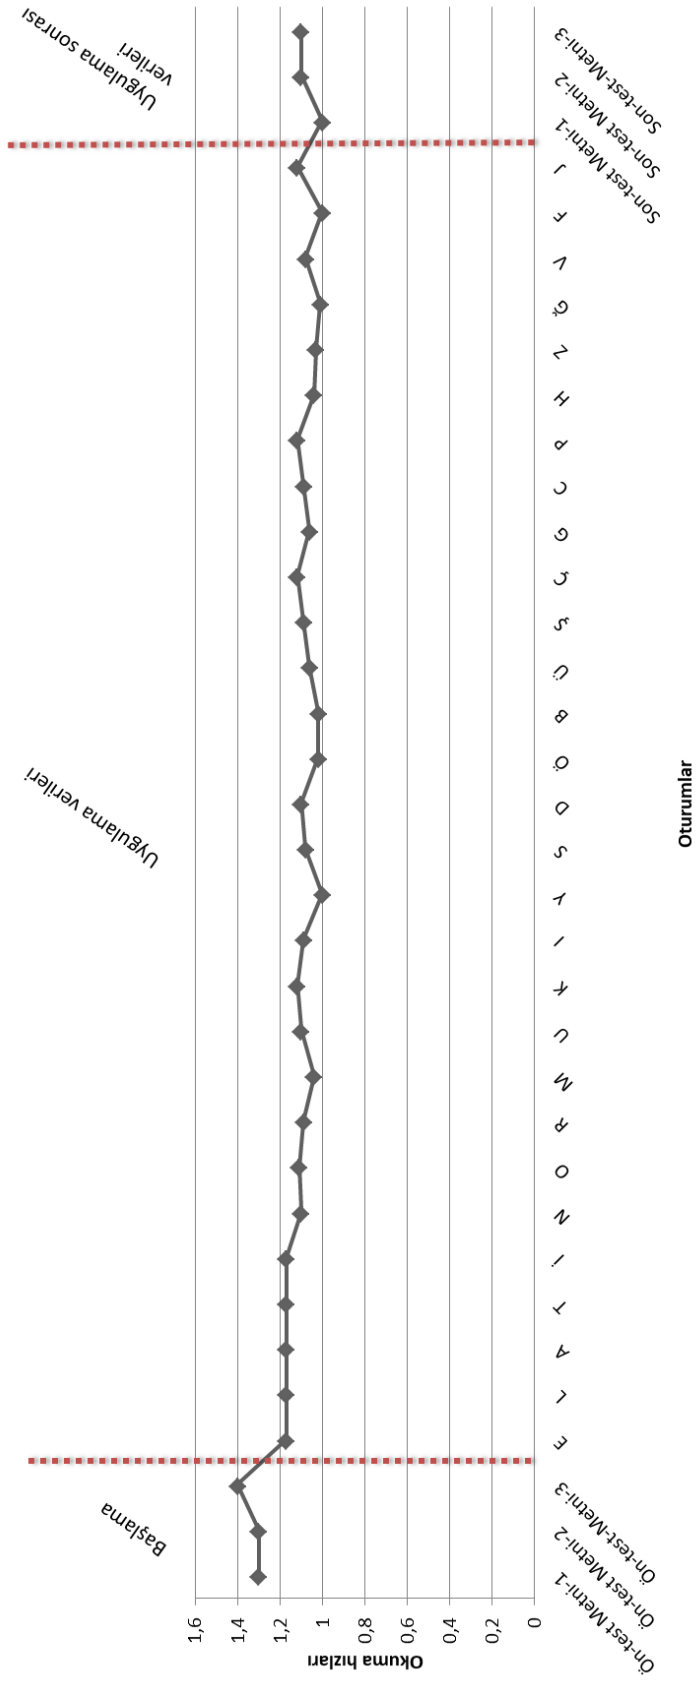 Başlama
Uygulama verileri
Uygulama sonrası
verileri
Okuma hızları
1,6
1,4
1,2
1
0,8
0,6
0,4
0,2
0
Ön-test Metni-1
Ön-test Metni-2
Ön-test-Metni-3
E
L
A
T
İ
N
O
R
M
U
K
I
Y
S
D
Ö
B
Ü
Ş
Ç
G
C
P
H
Z
Ğ
V
F
J
Son-test Metni-1
Son-test Metni-2
Son-test-Metni-3
Oturumlar